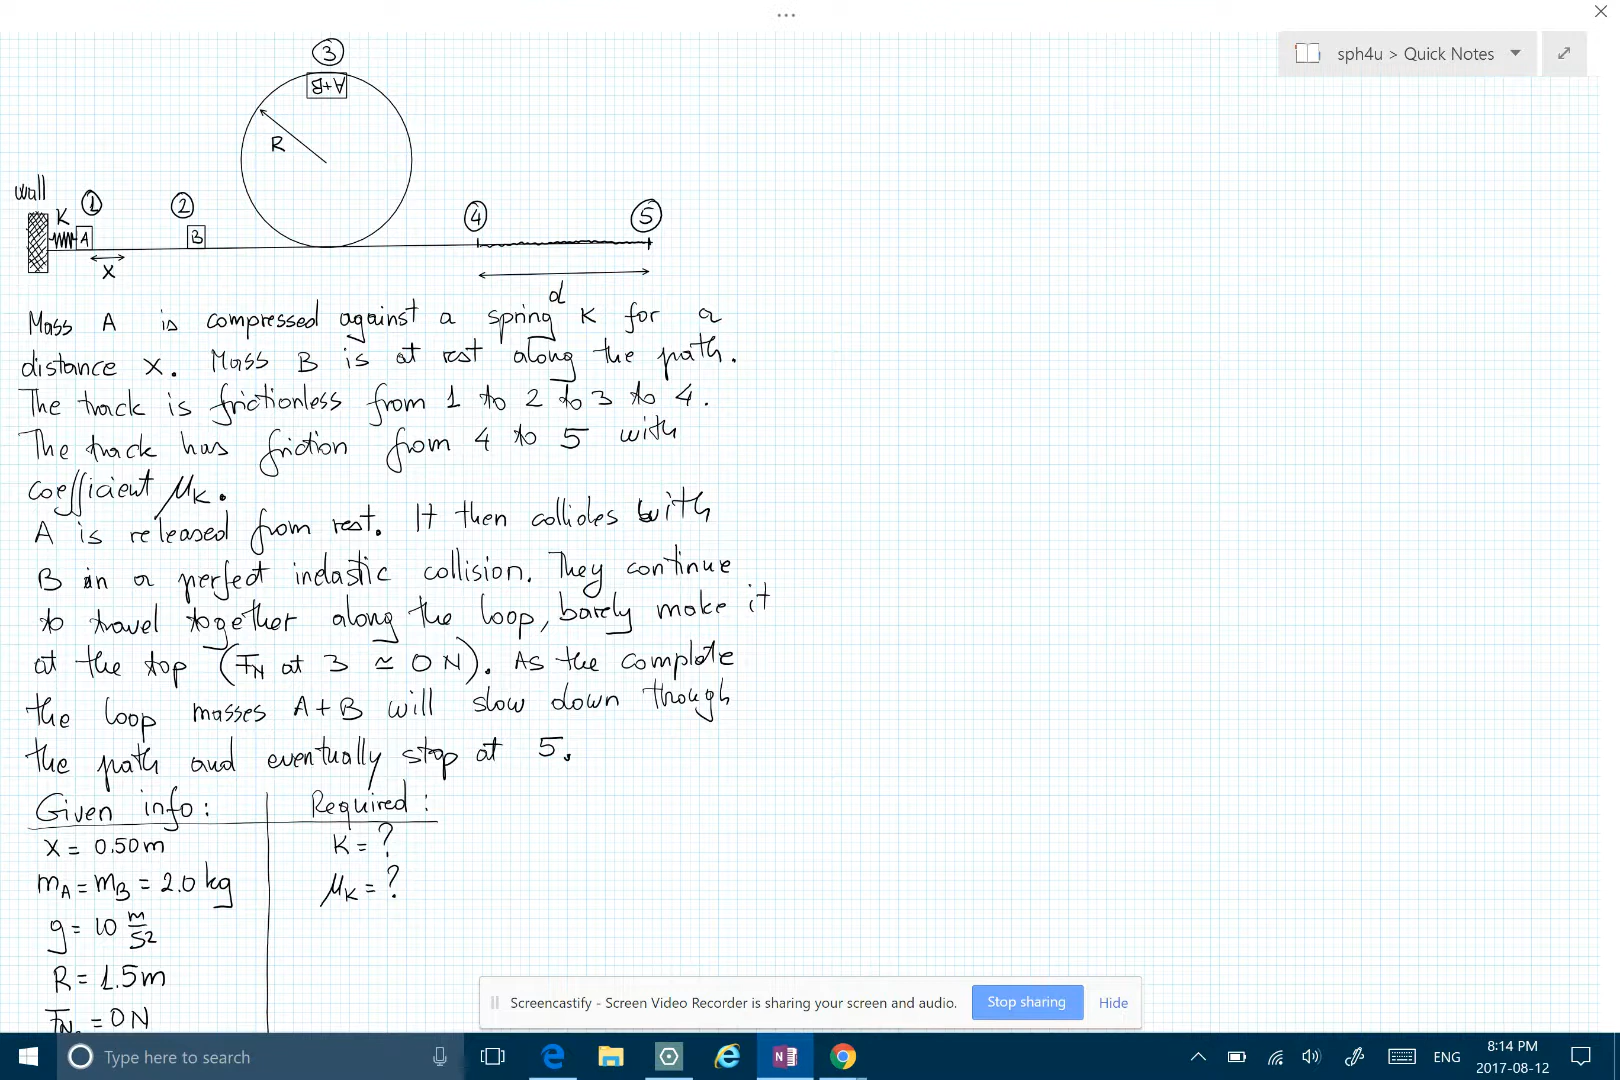 sph4u > Quick Notes
3
A+B
R
wall
1
2
4
5
K
A
B
x
d
Mass A is compressed against a spring K for a
distance x. Mass B is at rest along the path.
The track is frictionless from 1 to 2 to 3 to 4.
The track has friction from 4 to 5 with
coefficient μK.
A is released from rest. It then collides with
B in a perfect inelastic collision. They continue
to travel together along the loop, barely make it
at the top (FN at 3 ≃ 0 N). As the complete
the loop masses A+B will slow down though
the path and eventually stop at 5.
Given info:
Required:
x = 0.50m
K = ?
mA = mB = 2.0 kg
μK = ?
g = 10 m/s2
R = 1.5m
FN3 = 0N
Screencastify - Screen Video Recorder is sharing your screen and audio.
Stop sharing
Hide
Type here to search
ENG
8:14 PM
2017-08-12